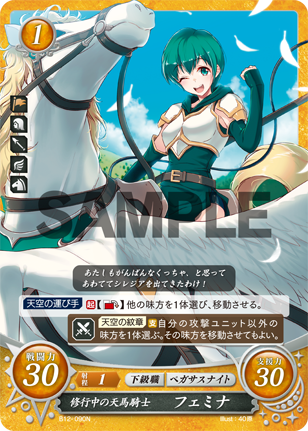 1
SAMPLE
あたしもがんばんなくっちゃ、と思って
あわててシレジアを出てきたわけ!
天空の運び手 起【】他の味方を1体選び、移動させる。
天空の紋章 支 自分の攻撃ユニット以外の
味方を1体選ぶ。その味方を移動させてもよい。
戦闘力 30
射程 1
下級職
ペガサスナイト
支援力 30
修行中の天馬騎士 フェミナ
B12-090N
Illust:40原